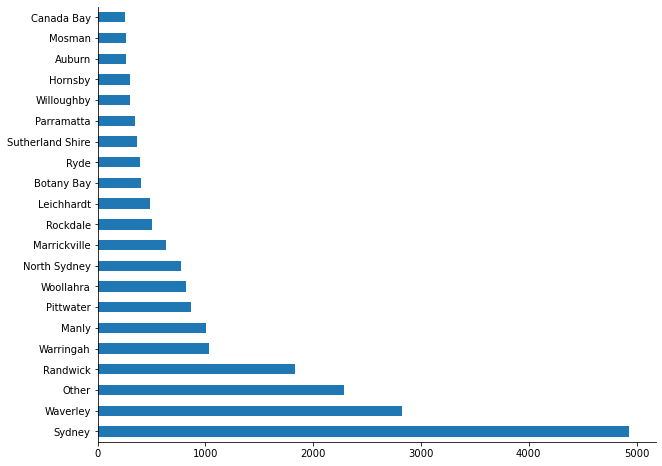 Canada Bay
Mosman
Auburn
Hornsby
Willoughby
Parramatta
Sutherland Shire
Ryde
Botany Bay
Leichhardt
Rockdale
Marrickville
North Sydney
Woollahra
Pittwater
Manly
Warringah
Randwick
Other
Waverley
Sydney
0 1000 2000 3000 4000 5000